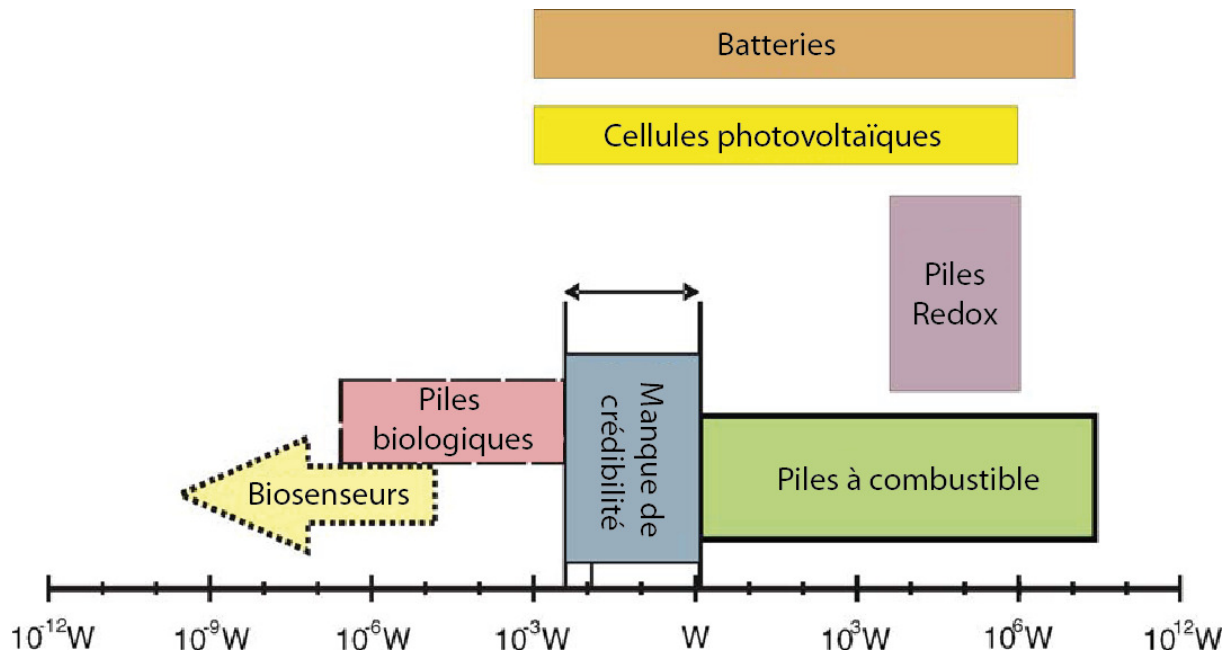 Batteries
Cellules photovoltaïques
Piles
Redox
Manque de
crédibilité
Piles
biologiques
Biosenseurs
Piles à combustible
10⁻¹²W
10⁻⁹W
10⁻⁶W
10⁻³W
W
10³W
10⁶W
10¹²W